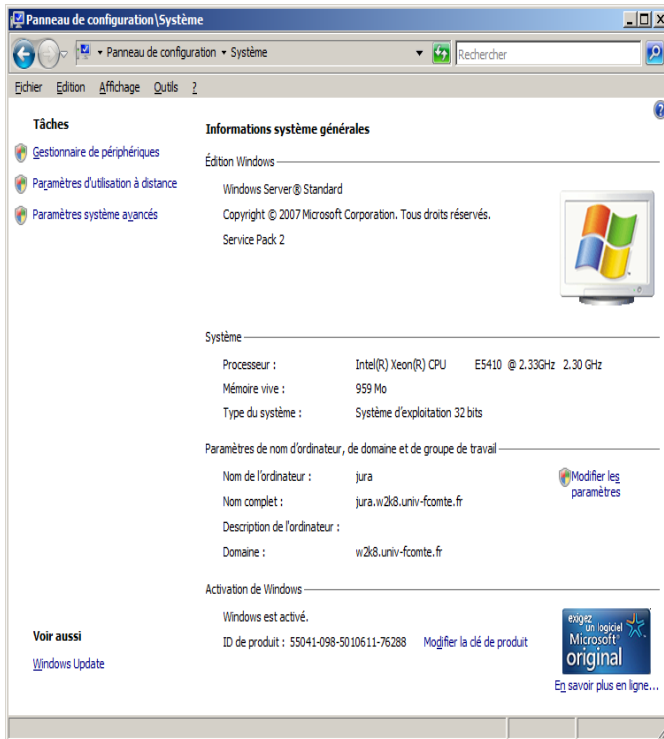 Panneau de configuration\Système
Panneau de configuration Système
Rechercher
Fichier Edition Affichage Outils ?
Tâches
Gestionnaire de périphériques
Paramètres d'utilisation à distance
Paramètres système avancés
Informations système générales
Édition Windows
Windows Server® Standard
Copyright © 2007 Microsoft Corporation. Tous droits réservés.
Service Pack 2
Système
Processeur : Intel(R) Xeon(R) CPU E5410 @ 2.33GHz 2.30 GHz
Mémoire vive : 959 Mo
Type du système : Système d'exploitation 32 bits
Paramètres de nom d'ordinateur, de domaine et de groupe de travail
Nom de l'ordinateur : jura
Modifier les
paramètres
Nom complet : jura.w2k8.univ-fcomte.fr
Description de l'ordinateur :
Domaine : w2k8.univ-fcomte.fr
Activation de Windows
Windows est activé.
ID de produit : 55041-098-5010611-76288 Modifier la clé de produit
exigez
un logiciel
Microsoft®
original
En savoir plus en ligne...
Voir aussi
Windows Update